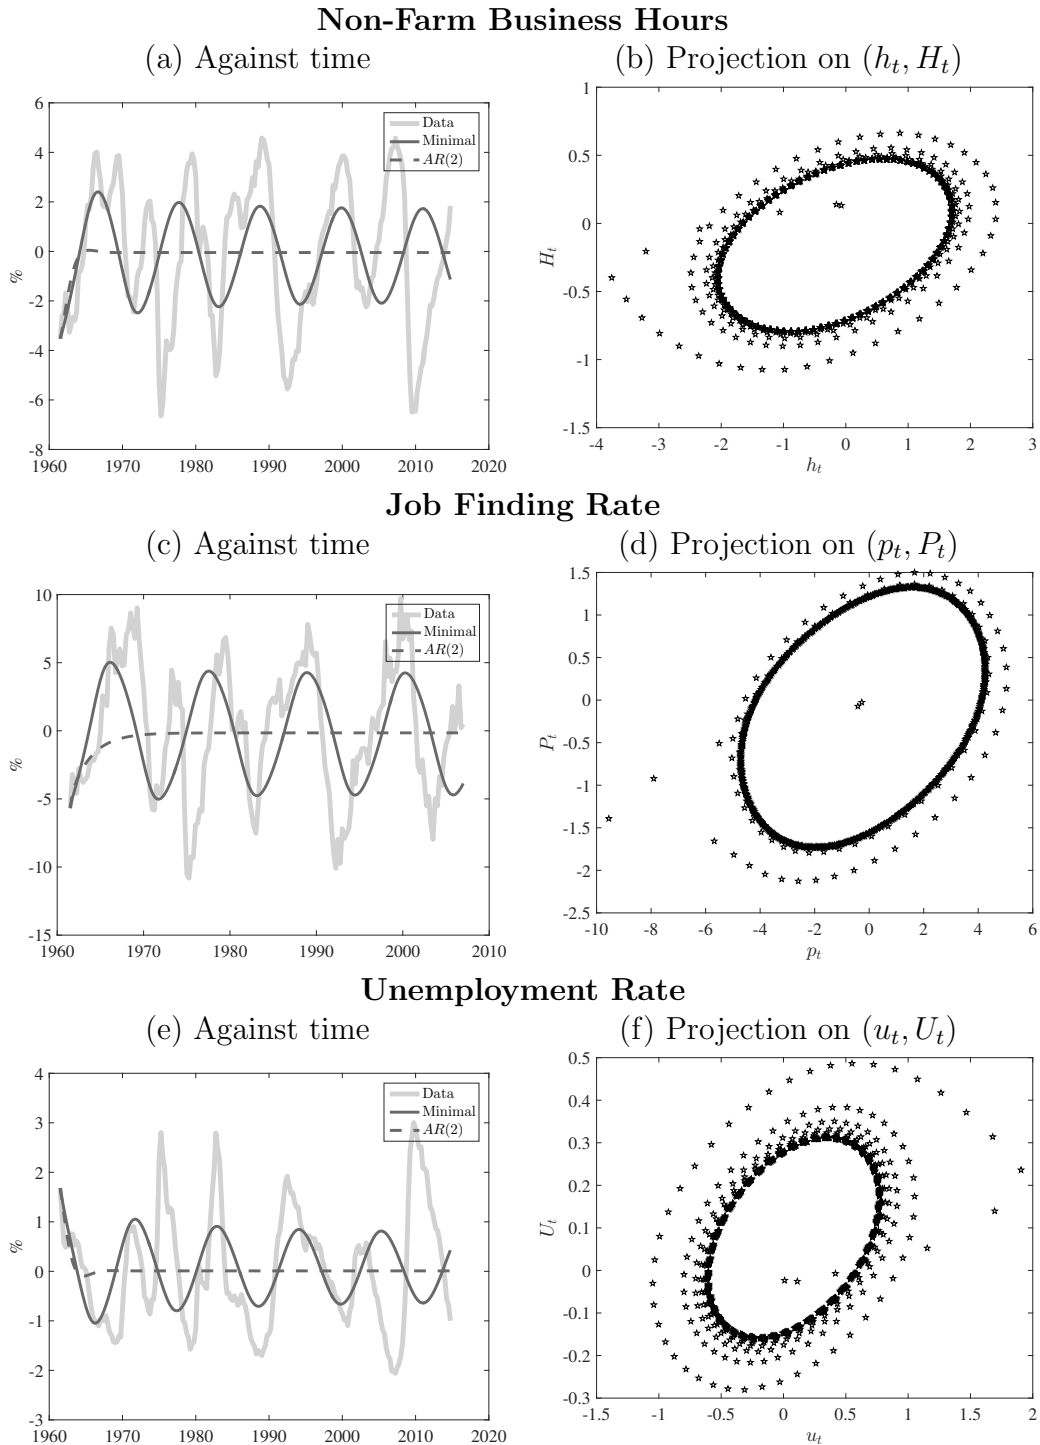 Non-Farm Business Hours
(a) Against time
(b) Projection on (h_t, H_t)
6
4
2
0
-2
-4
-6
-8
%
Data
Minimal
AR(2)
1960 1970 1980 1990 2000 2010 2020
1
0.5
0
-0.5
-1
-1.5
H_t
-4 -3 -2 -1 0 1 2 3
h_t
Job Finding Rate
(c) Against time
(d) Projection on (p_t, P_t)
10
5
0
-5
-10
-15
%
Data
Minimal
AR(2)
1960 1970 1980 1990 2000 2010
1.5
1
0.5
0
-0.5
-1
-1.5
-2
-2.5
P_t
-10 -8 -6 -4 -2 0 2 4 6
p_t
Unemployment Rate
(e) Against time
(f) Projection on (u_t, U_t)
4
3
2
1
0
-1
-2
-3
%
Data
Minimal
AR(2)
1960 1970 1980 1990 2000 2010 2020
0.5
0.4
0.3
0.2
0.1
0
-0.1
-0.2
-0.3
U_t
-1.5 -1 -0.5 0 0.5 1 1.5 2
u_t